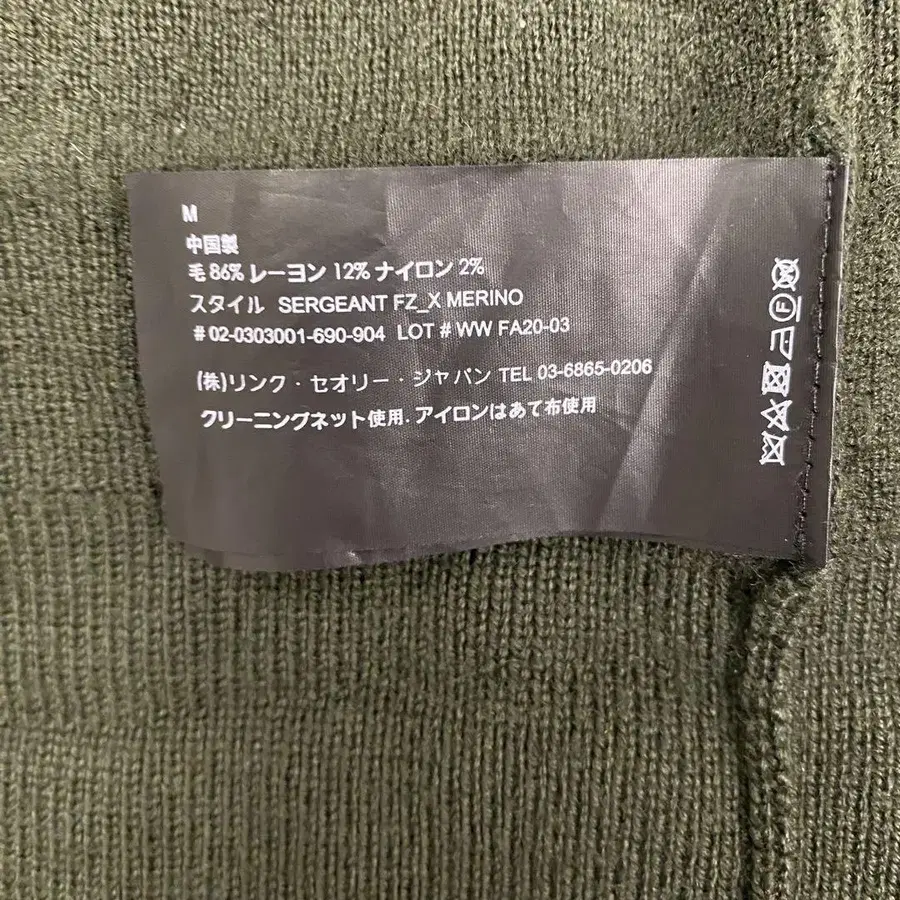 M
中国製
毛 86% レーヨン 12% ナイロン 2%
スタイル SERGEANT FZ_X MERINO
# 02-0303001-690-904 LOT # WW FA20-03
(株)リンク・セオリー・ジャパン TEL 03-6865-0206
クリーニングネット使用.アイロンはあて布使用
F